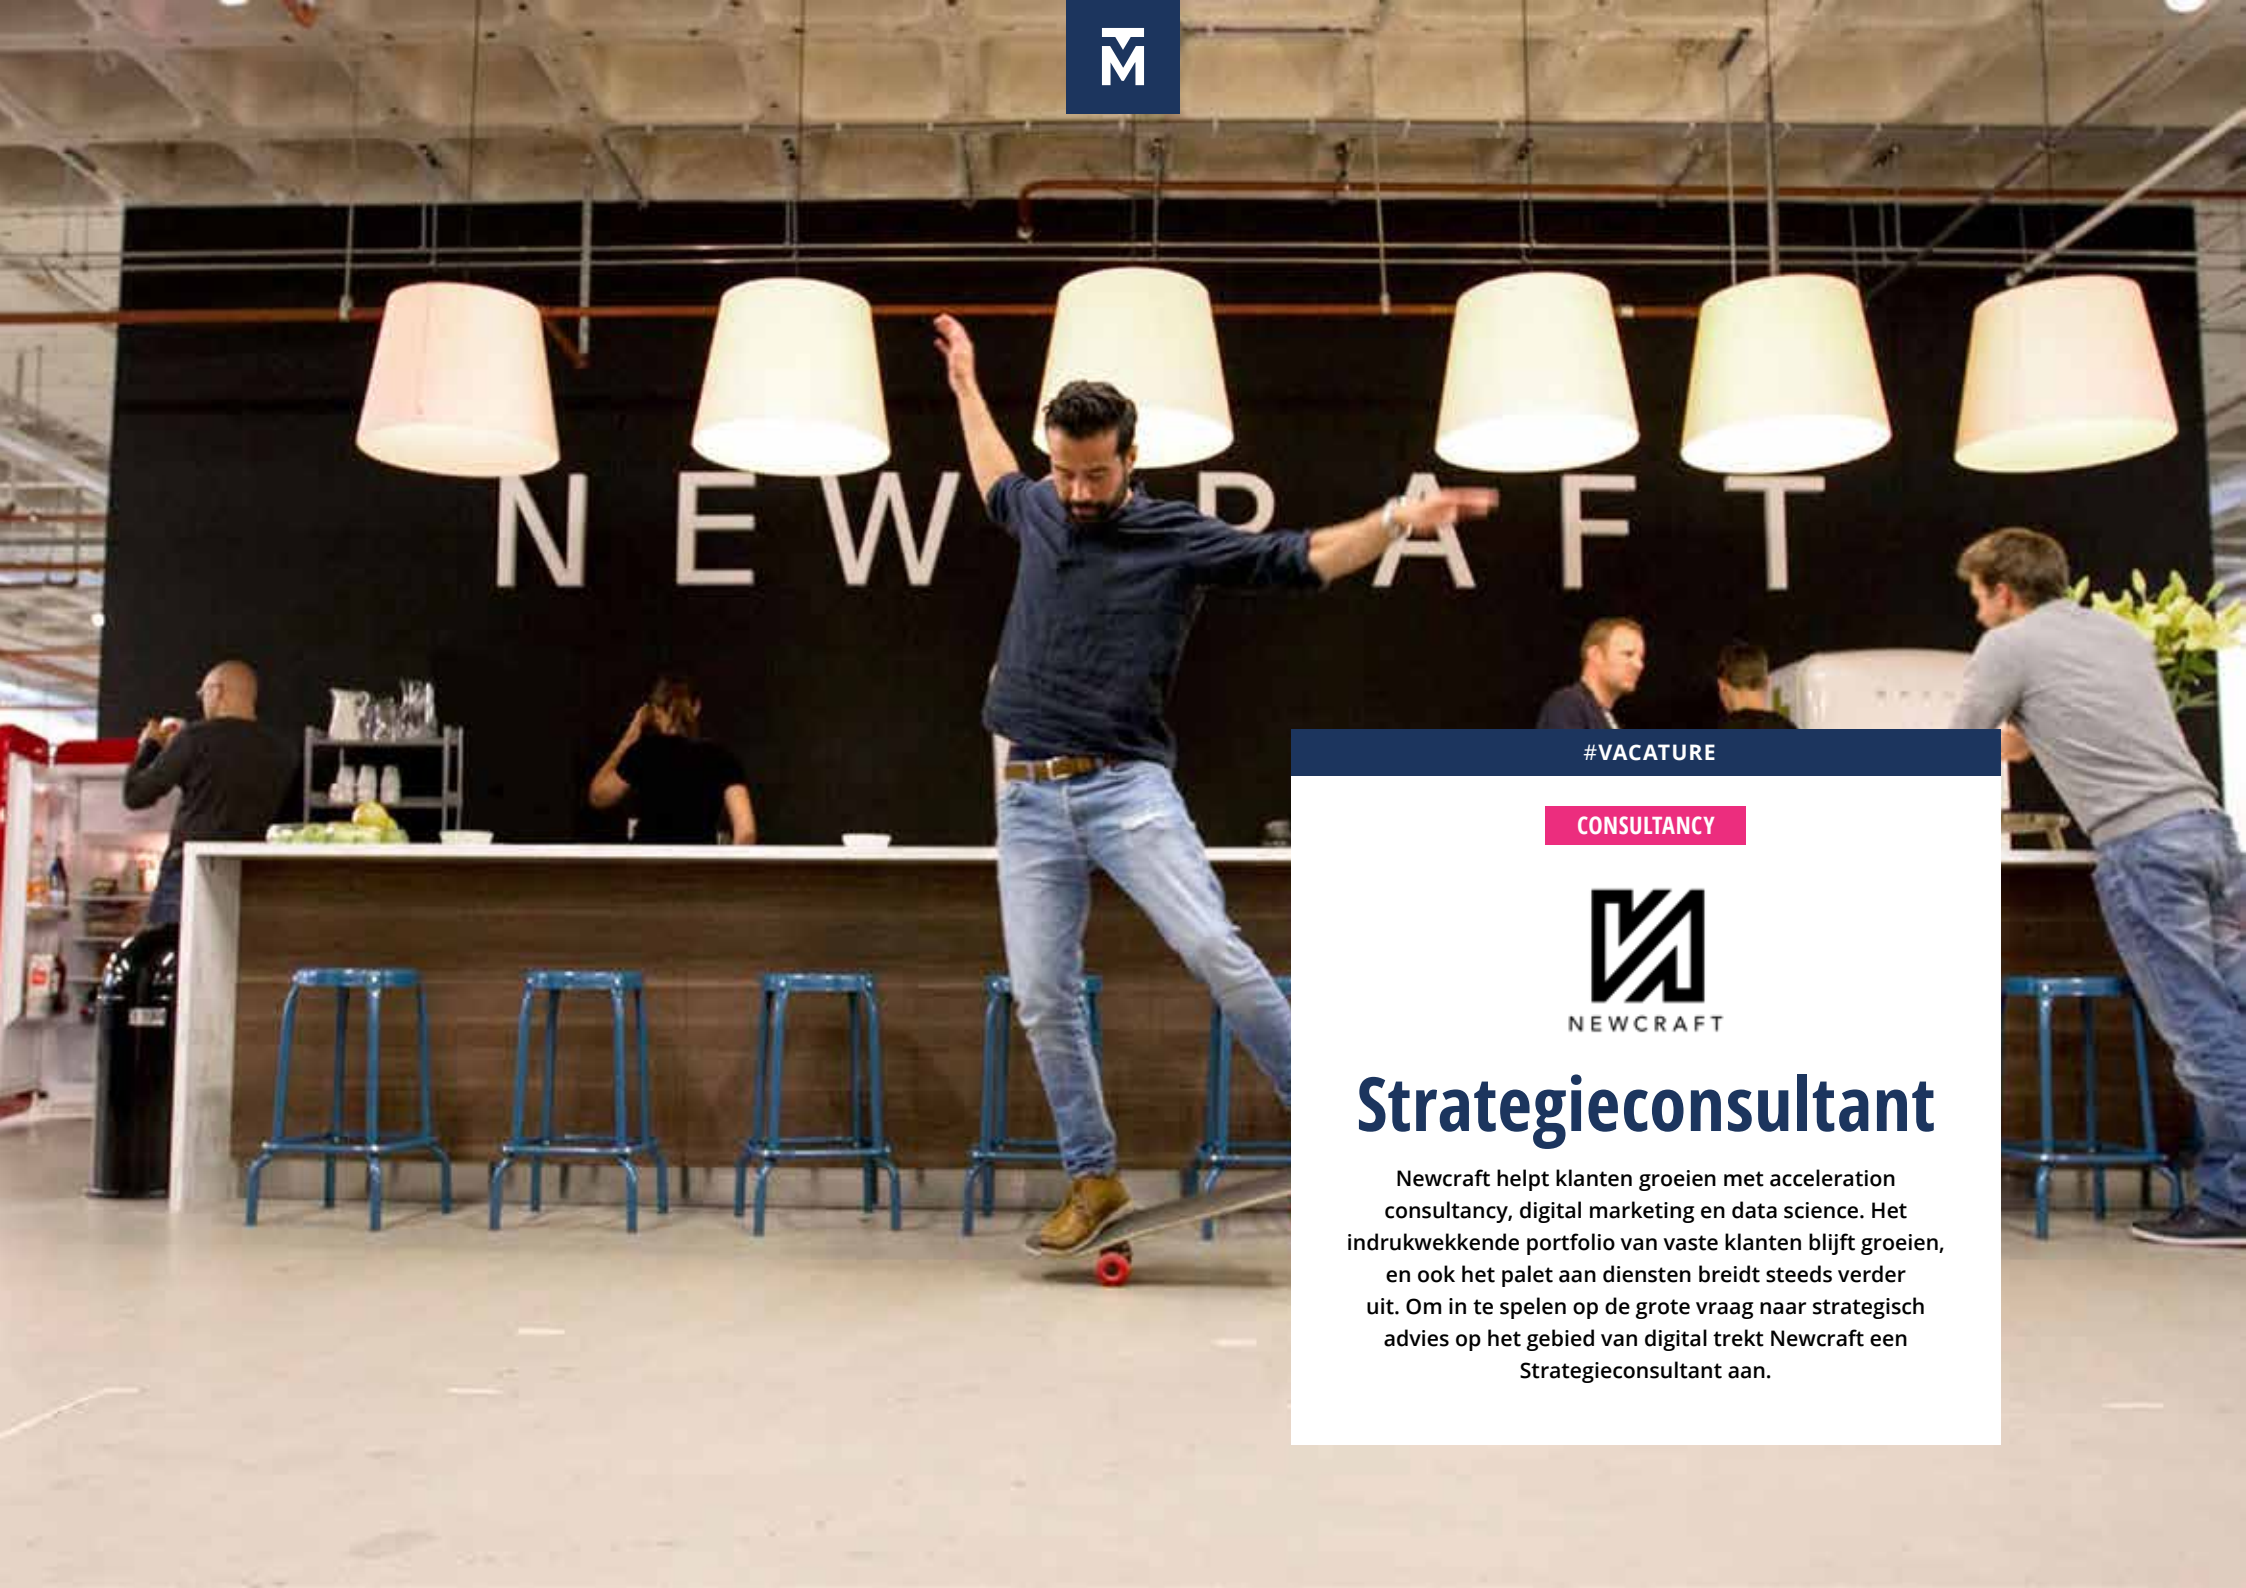 M
NEW RAFT
#VACATURE
CONSULTANCY
NEWCRAFT
Strategieconsultant
Newcraft helpt klanten groeien met acceleration
consultancy, digital marketing en data science. Het
indrukwekkende portfolio van vaste klanten blijft groeien,
en ook het palet aan diensten breidt steeds verder
uit. Om in te spelen op de grote vraag naar strategisch
advies op het gebied van digital trekt Newcraft een
Strategieconsultant aan.